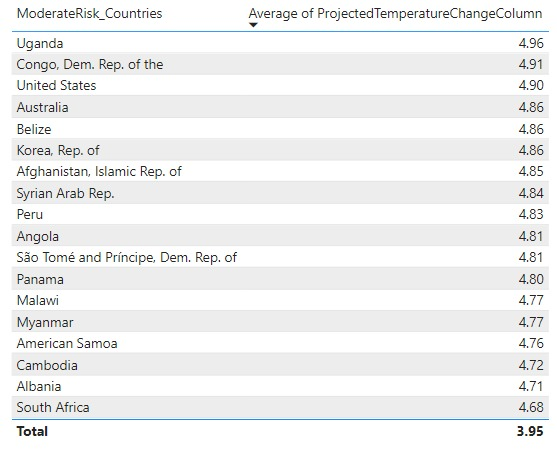 ModerateRisk_Countries Average of ProjectedTemperatureChangeColumn
Uganda 4.96
Congo, Dem. Rep. of the 4.91
United States 4.90
Australia 4.86
Belize 4.86
Korea, Rep. of 4.86
Afghanistan, Islamic Rep. of 4.85
Syrian Arab Rep. 4.84
Peru 4.83
Angola 4.81
São Tomé and Príncipe, Dem. Rep. of 4.81
Panama 4.80
Malawi 4.77
Myanmar 4.77
American Samoa 4.76
Cambodia 4.72
Albania 4.71
South Africa 4.68
Total 3.95